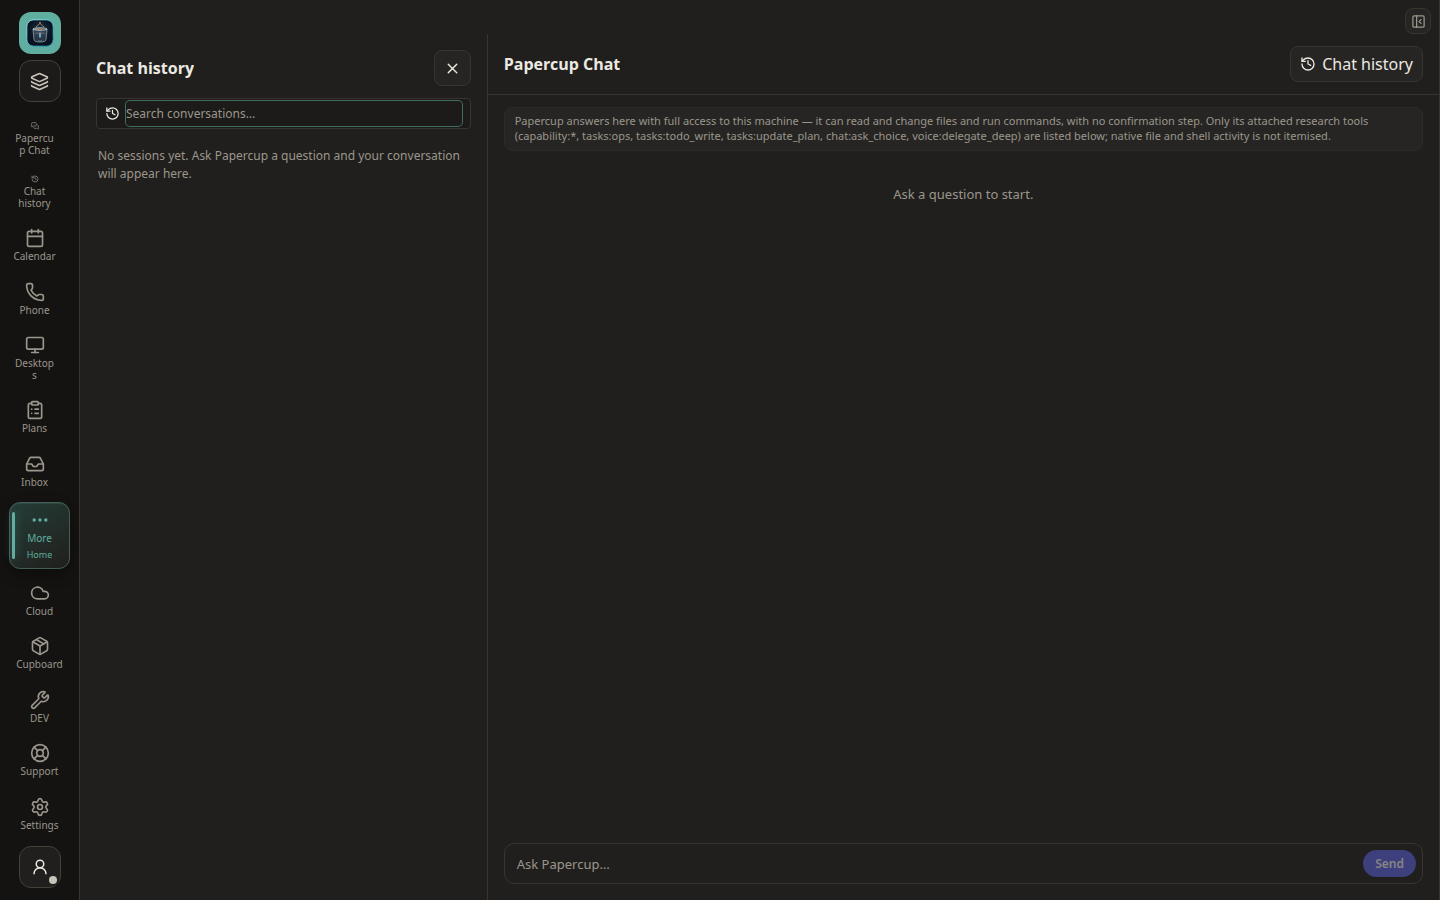 Papercu
p Chat
Chat
history
Calendar
Phone
Desktop
s
Plans
Inbox
More
Home
Cloud
Cupboard
DEV
Support
Settings
Chat history
Search conversations...
No sessions yet. Ask Papercup a question and your conversation
will appear here.
Papercup Chat
Chat history
Papercup answers here with full access to this machine — it can read and change files and run commands, with no confirmation step. Only its attached research tools
(capability:*, tasks:ops, tasks:todo_write, tasks:update_plan, chat:ask_choice, voice:delegate_deep) are listed below; native file and shell activity is not itemised.
Ask a question to start.
Ask Papercup...
Send